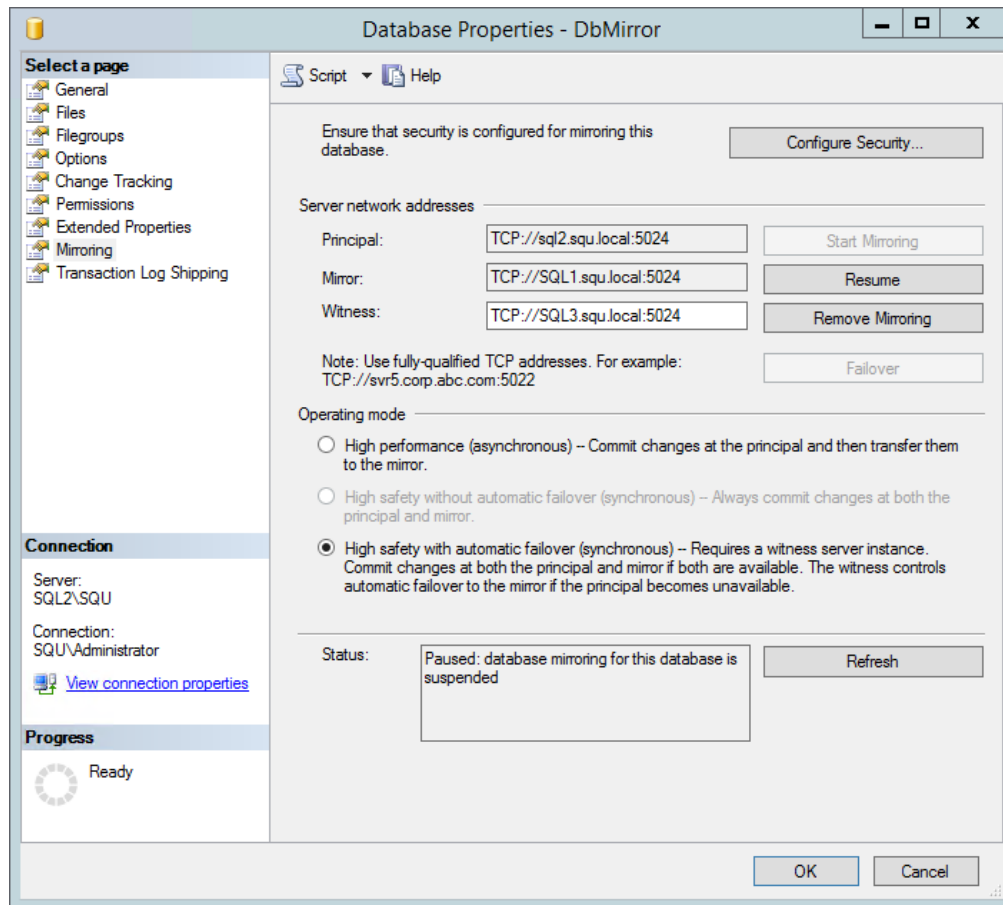 Database Properties - DbMirror
Select a page
General
Files
Filegroups
Options
Change Tracking
Permissions
Extended Properties
Mirroring
Transaction Log Shipping
Connection
Server:
SQL2\SQU
Connection:
SQU\Administrator
View connection properties
Progress
Ready
Script
Help
Ensure that security is configured for mirroring this
database.
Configure Security...
Server network addresses
Principal:
TCP://sql2.squ.local:5024
Start Mirroring
Mirror:
TCP://SQL1.squ.local:5024
Resume
Witness:
TCP://SQL3.squ.local:5024
Remove Mirroring
Note: Use fully-qualified TCP addresses. For example:
TCP://svr5.corp.abc.com:5022
Failover
Operating mode
High performance (asynchronous) -- Commit changes at the principal and then transfer them
to the mirror.
High safety without automatic failover (synchronous) -- Always commit changes at both the
principal and mirror.
High safety with automatic failover (synchronous) -- Requires a witness server instance.
Commit changes at both the principal and mirror if both are available. The witness controls
automatic failover to the mirror if the principal becomes unavailable.
Status:
Paused: database mirroring for this database is
suspended
Refresh
OK
Cancel